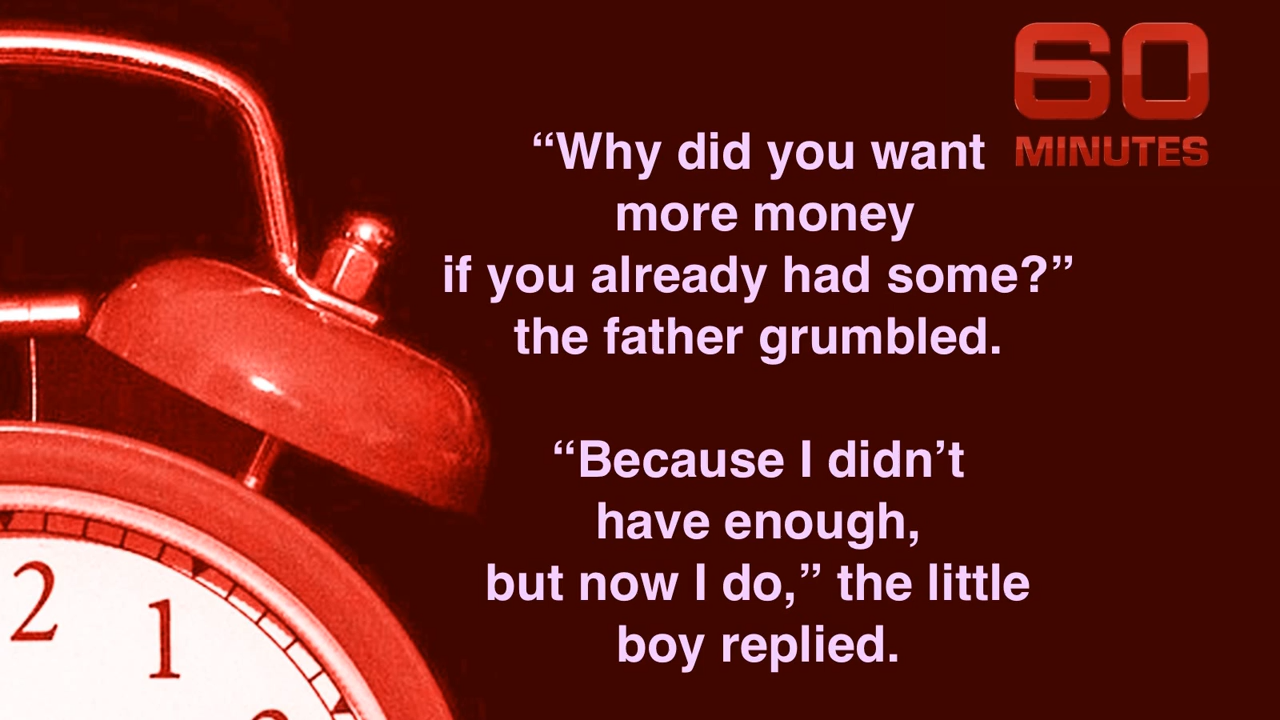 60
MINUTES
“Why did you want
more money
if you already had some?”
the father grumbled.
“Because I didn’t
have enough,
but now I do,” the little
boy replied.
2
1